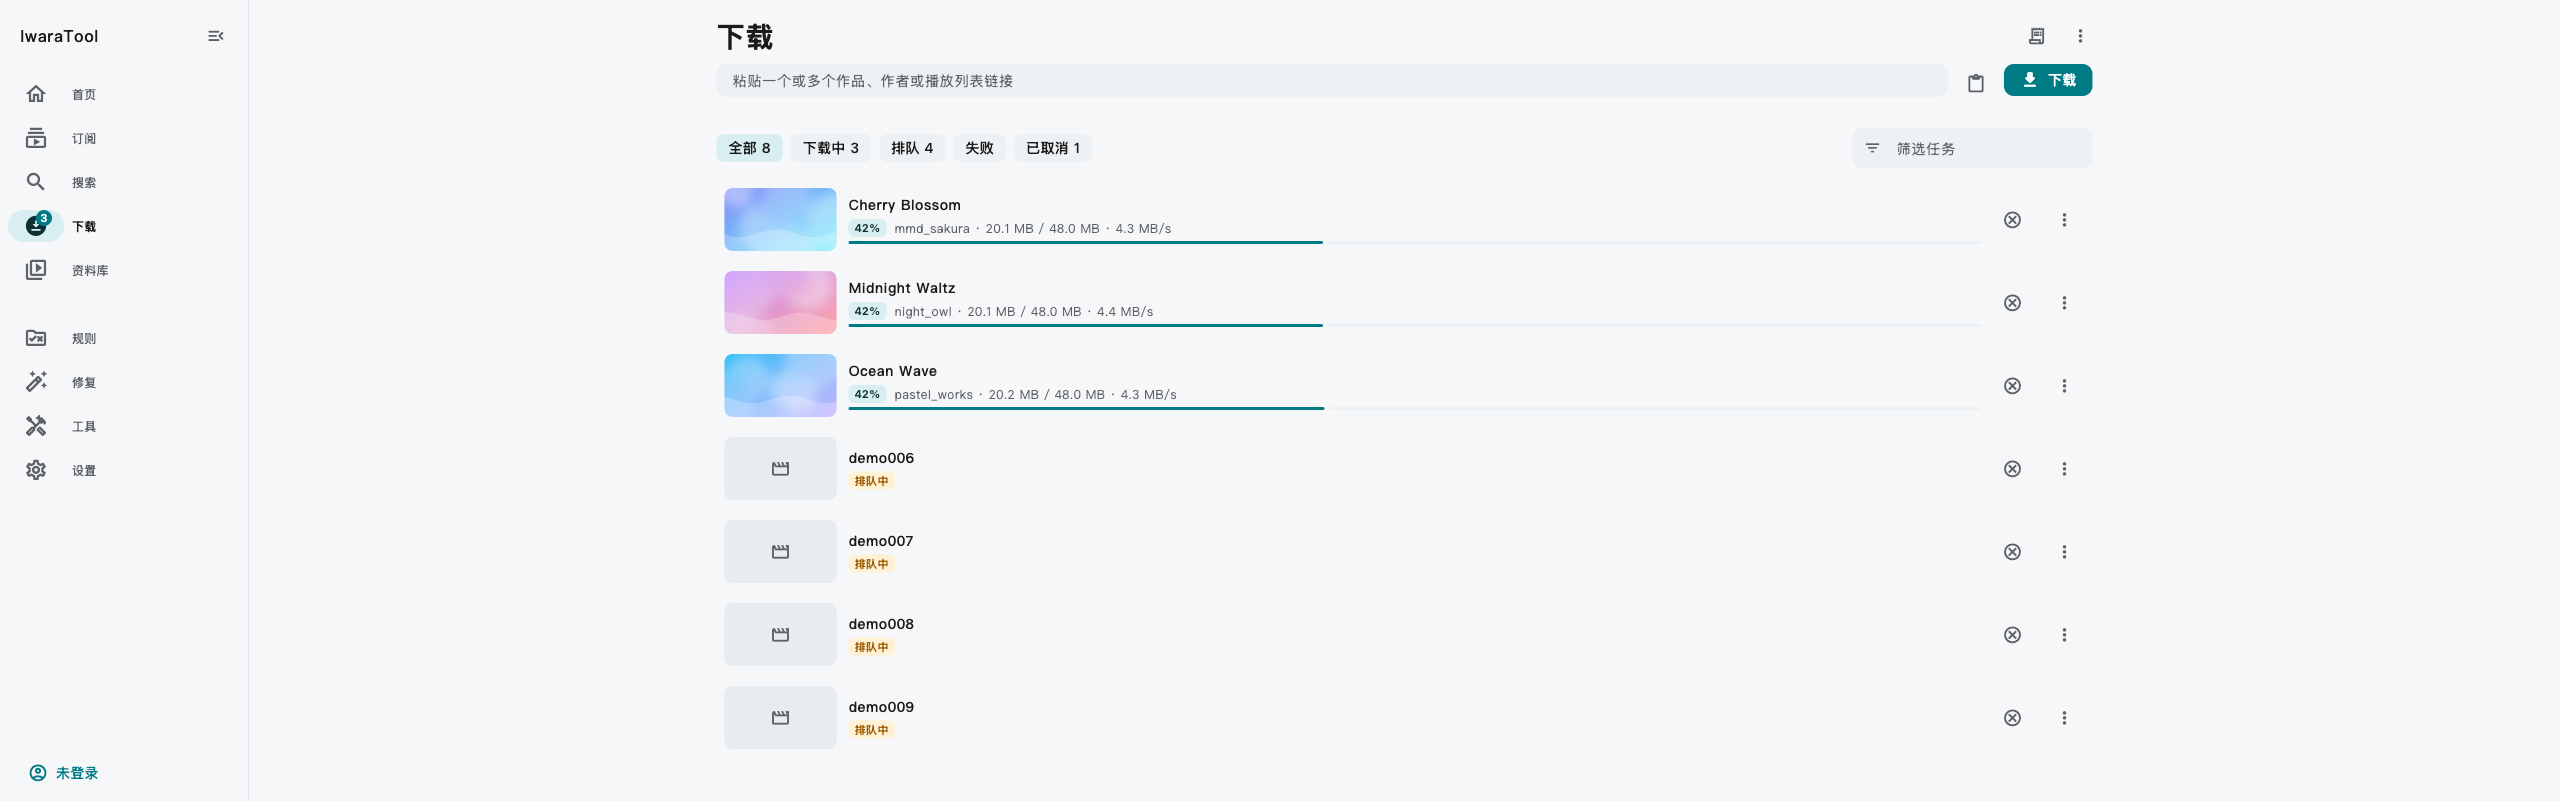 IwaraTool
首页
订阅
搜索
3
下载
资料库
规则
修复
工具
设置
未登录
下载
粘贴一个或多个作品、作者或播放列表链接
下载
全部 8
下载中 3
排队 4
失败
已取消 1
筛选任务
Cherry Blossom
42% mmd_sakura · 20.1 MB / 48.0 MB · 4.3 MB/s
Midnight Waltz
42% night_owl · 20.1 MB / 48.0 MB · 4.4 MB/s
Ocean Wave
42% pastel_works · 20.2 MB / 48.0 MB · 4.3 MB/s
demo006
排队中
demo007
排队中
demo008
排队中
demo009
排队中